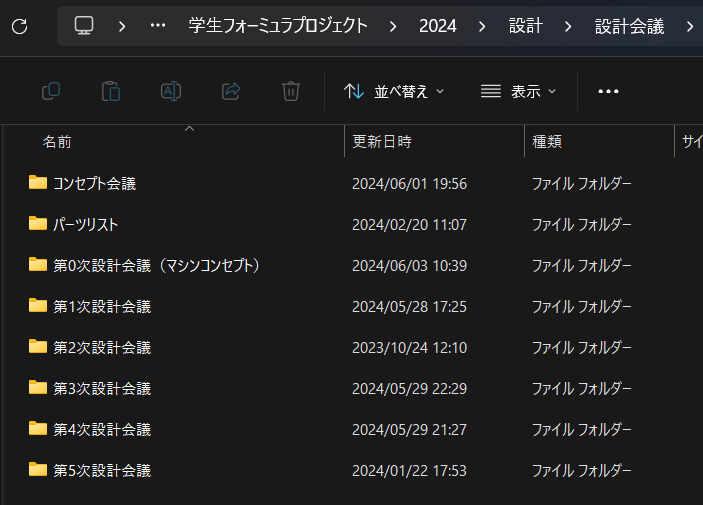 … 学生フォーミュラプロジェクト > 2024 > 設計 > 設計会議 >
並べ替え 表示 …
名前 更新日時 種類 サイ
コンセプト会議 2024/06/01 19:56 ファイル フォルダー
パーツリスト 2024/02/20 11:07 ファイル フォルダー
第0次設計会議（マシンコンセプト） 2024/06/03 10:39 ファイル フォルダー
第1次設計会議 2024/05/28 17:25 ファイル フォルダー
第2次設計会議 2023/10/24 12:10 ファイル フォルダー
第3次設計会議 2024/05/29 22:29 ファイル フォルダー
第4次設計会議 2024/05/29 21:27 ファイル フォルダー
第5次設計会議 2024/01/22 17:53 ファイル フォルダー